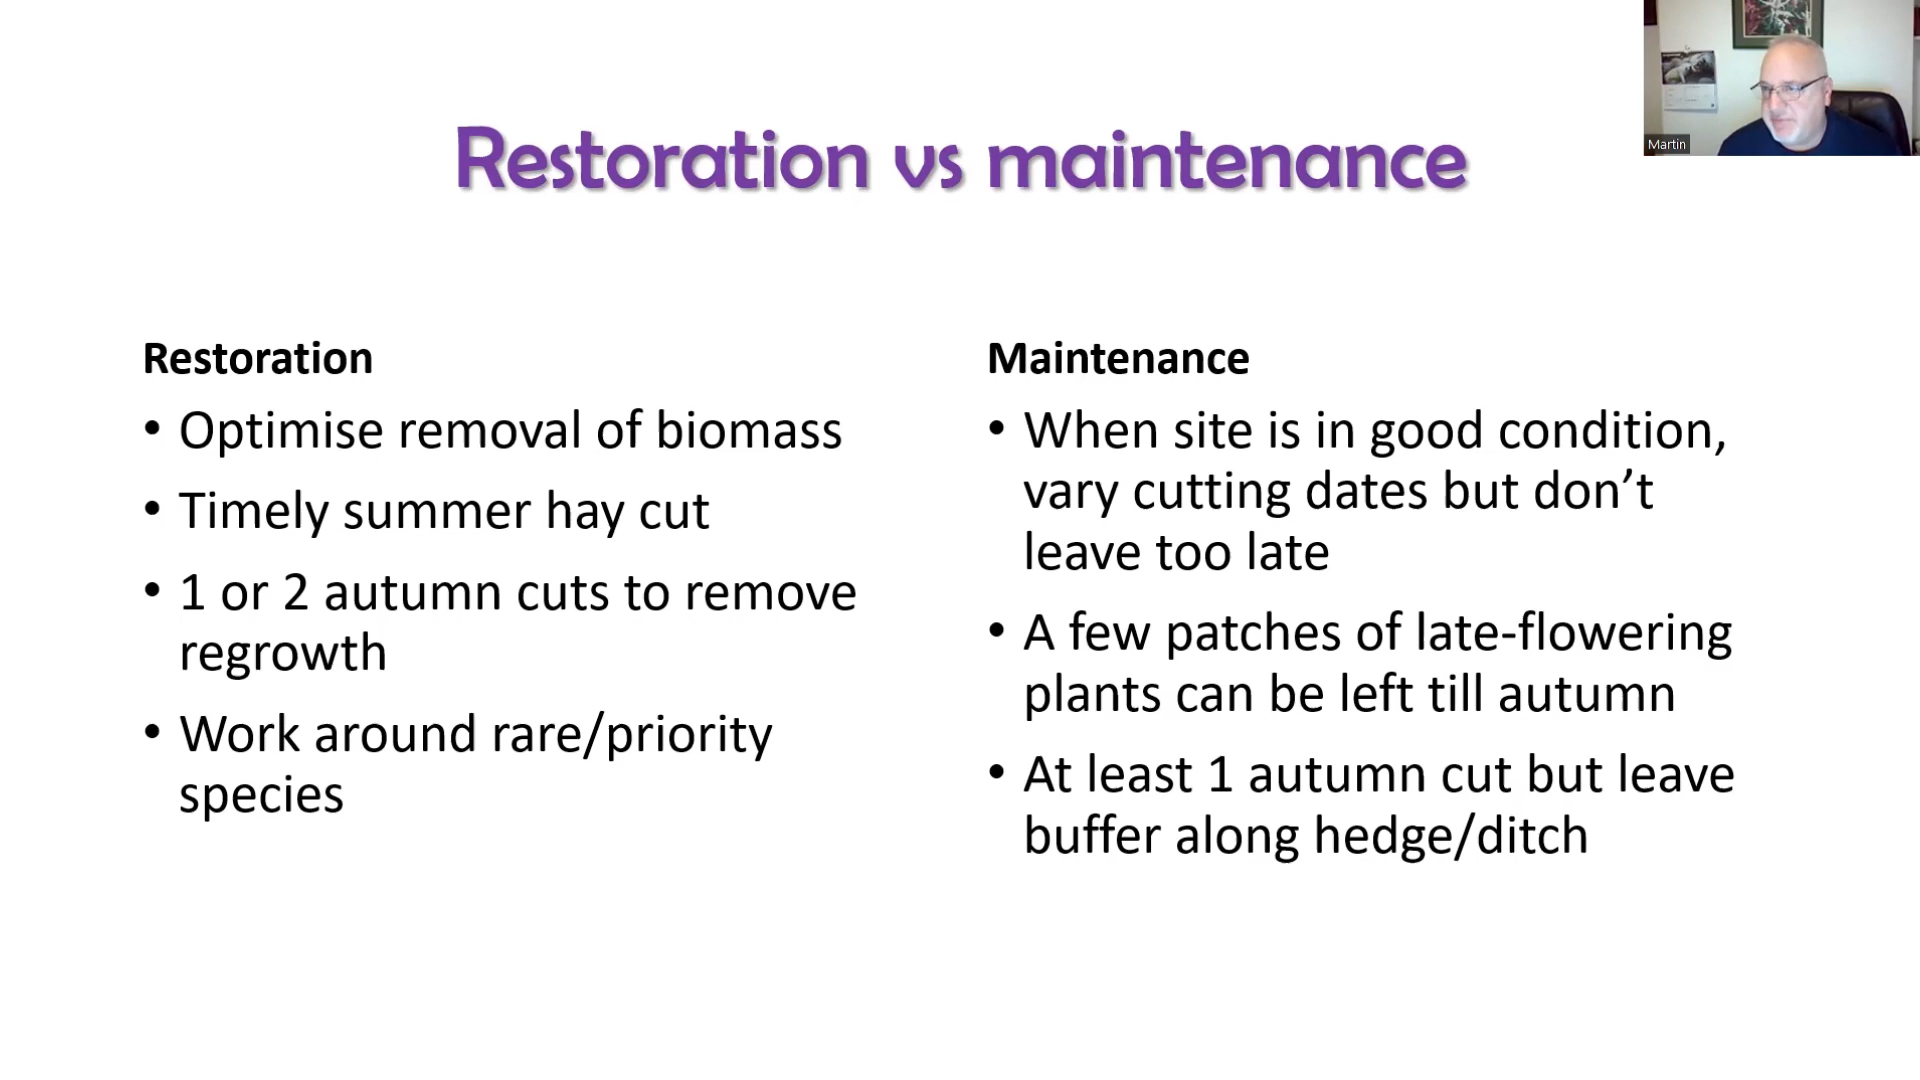 Restoration vs maintenance
Martin
Restoration
• Optimise removal of biomass
• Timely summer hay cut
• 1 or 2 autumn cuts to remove
regrowth
• Work around rare/priority
species
Maintenance
• When site is in good condition,
vary cutting dates but don’t
leave too late
• A few patches of late-flowering
plants can be left till autumn
• At least 1 autumn cut but leave
buffer along hedge/ditch